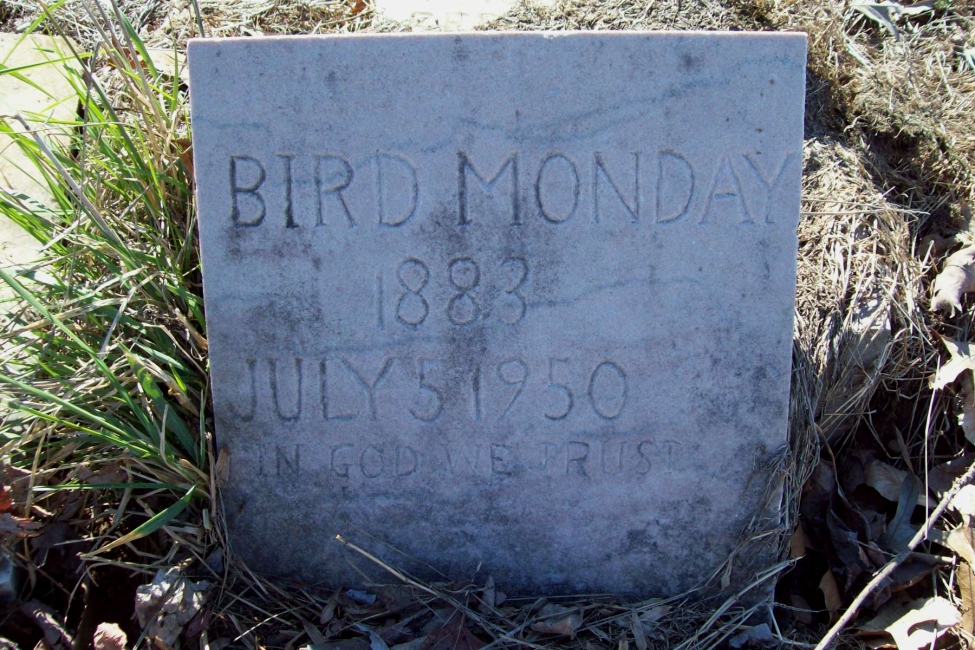 BIRD MONDAY
1883
JULY 5 1950
IN GOD WE TRUST